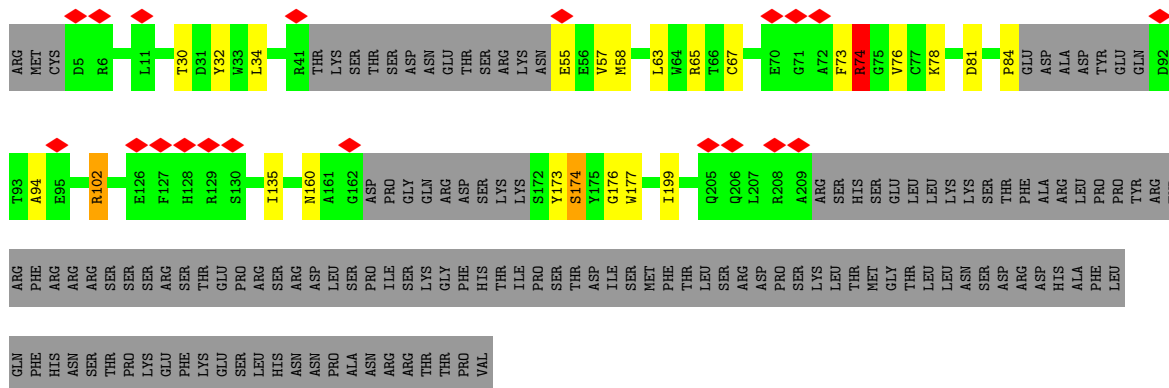 ARG MET CYS D5 R6 L11 T30 D31 Y32 W33 L34 R41 THR LYS SER THR SER ASP ASN GLU THR SER ARG LYS ASN E55 E56 V57 M58 L63 W64 R65 T66 C67 E70 G71 A72 F73 R74 G75 V76 C77 K78 D81 P84 GLU ASP ALA ASP TYR GLU GLN D92
T93 A94 E95 R102 E126 F127 H128 R129 S130 I135 N160 A161 G162 ASP PRO GLY GLN ARG ASP SER LYS LYS S172 Y173 S174 Y175 G176 W177 I199 Q205 Q206 L207 R208 A209 ARG SER HIS SER GLU LEU LEU LYS LYS SER THR PHE ALA ARG LEU PRO PRO TYR ARG
ARG PHE ARG ARG ARG SER SER SER ARG SER THR GLU PRO ARG SER ARG ASP LEU SER PRO ILE SER LYS GLY PHE HIS THR ILE PRO SER THR ASP ILE SER MET PHE THR LEU SER ARG ASP PRO SER LYS LEU THR MET GLY THR LEU LEU ASN SER ASP ARG ASP HIS ALA PHE LEU
GLN PHE HIS ASN SER THR PRO LYS GLU PHE LYS GLU SER LEU HIS ASN ASN PRO ALA ASN ARG ARG THR THR PRO VAL